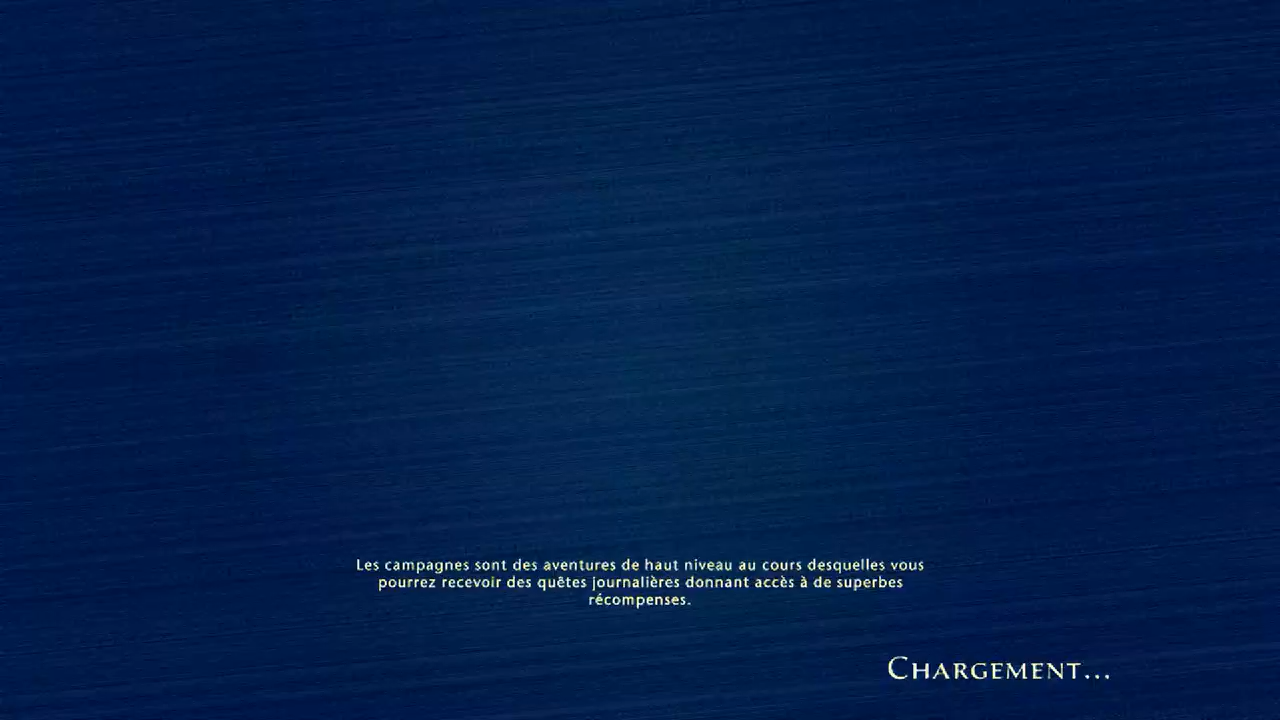 Les campagnes sont des aventures de haut niveau au cours desquelles vous
pourrez recevoir des quêtes journalières donnant accès à de superbes
récompenses.
CHARGEMENT...